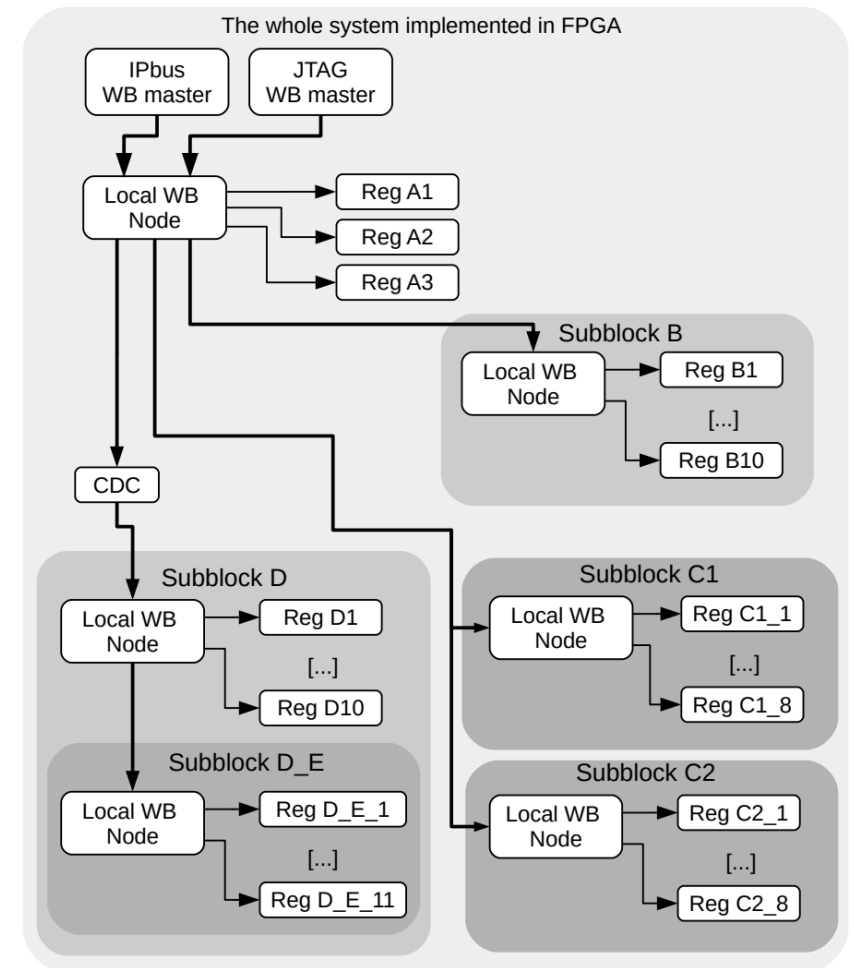 The whole system implemented in FPGA
IPbus
WB master
JTAG
WB master
Local WB
Node
Reg A1
Reg A2
Reg A3
Subblock B
Local WB
Node
Reg B1
[...]
Reg B10
CDC
Subblock D
Local WB
Node
Reg D1
[...]
Reg D10
Subblock D_E
Local WB
Node
Reg D_E_1
[...]
Reg D_E_11
Subblock C1
Local WB
Node
Reg C1_1
[...]
Reg C1_8
Subblock C2
Local WB
Node
Reg C2_1
[...]
Reg C2_8